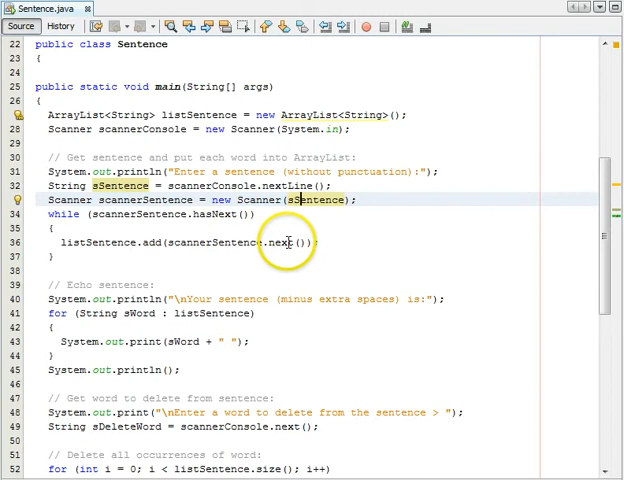 Sentence.java
Source History
22 public class Sentence
23 {
24
25 public static void main(String[] args)
26 {
27 ArrayList<String> listSentence = new ArrayList<String>();
28 Scanner scannerConsole = new Scanner(System.in);
29
30 // Get sentence and put each word into ArrayList:
31 System.out.println("Enter a sentence (without punctuation):");
32 String sSentence = scannerConsole.nextLine();
33 Scanner scannerSentence = new Scanner(sSentence);
34 while (scannerSentence.hasNext())
35 {
36 listSentence.add(scannerSentence.next());
37 }
38
39 // Echo sentence:
40 System.out.println("\nYour sentence (minus extra spaces) is:");
41 for (String sWord : listSentence)
42 {
43 System.out.print(sWord + " ");
44 }
45 System.out.println();
46
47 // Get word to delete from sentence:
48 System.out.print("\nEnter a word to delete from the sentence > ");
49 String sDeleteWord = scannerConsole.next();
50
51 // Delete all occurences of word:
52 for (int i = 0; i < listSentence.size(); i++)